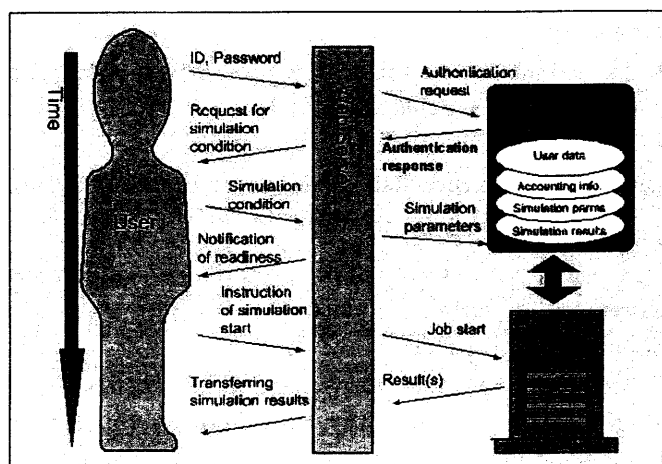 Time
ID, Password
Request for
simulation
condition
Simulation
condition
Notification
of readiness
Instruction
of simulation
start
Transferring
simulation results
User
Authentication
request
Authentication
response
Simulation
parameters
Job start
Result(s)
User data
Accounting info.
Simulation parms
Simulation results